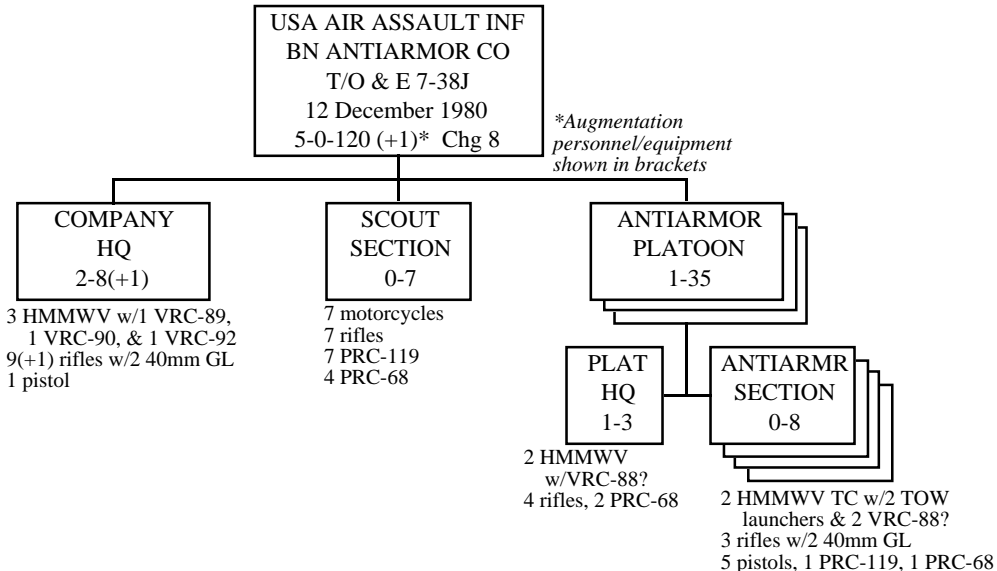 USA AIR ASSAULT INF
BN ANTIARMOR CO
T/O & E 7-38J
12 December 1980
5-0-120 (+1)* Chg 8
*Augmentation
personnel/equipment
shown in brackets
COMPANY
HQ
2-8(+1)
3 HMMWV w/1 VRC-89,
1 VRC-90, & 1 VRC-92
9(+1) rifles w/2 40mm GL
1 pistol
SCOUT
SECTION
0-7
7 motorcycles
7 rifles
7 PRC-119
4 PRC-68
ANTIARMOR
PLATOON
1-35
PLAT
HQ
1-3
2 HMMWV
w/VRC-88?
4 rifles, 2 PRC-68
ANTIARMR
SECTION
0-8
2 HMMWV TC w/2 TOW
launchers & 2 VRC-88?
3 rifles w/2 40mm GL
5 pistols, 1 PRC-119, 1 PRC-68